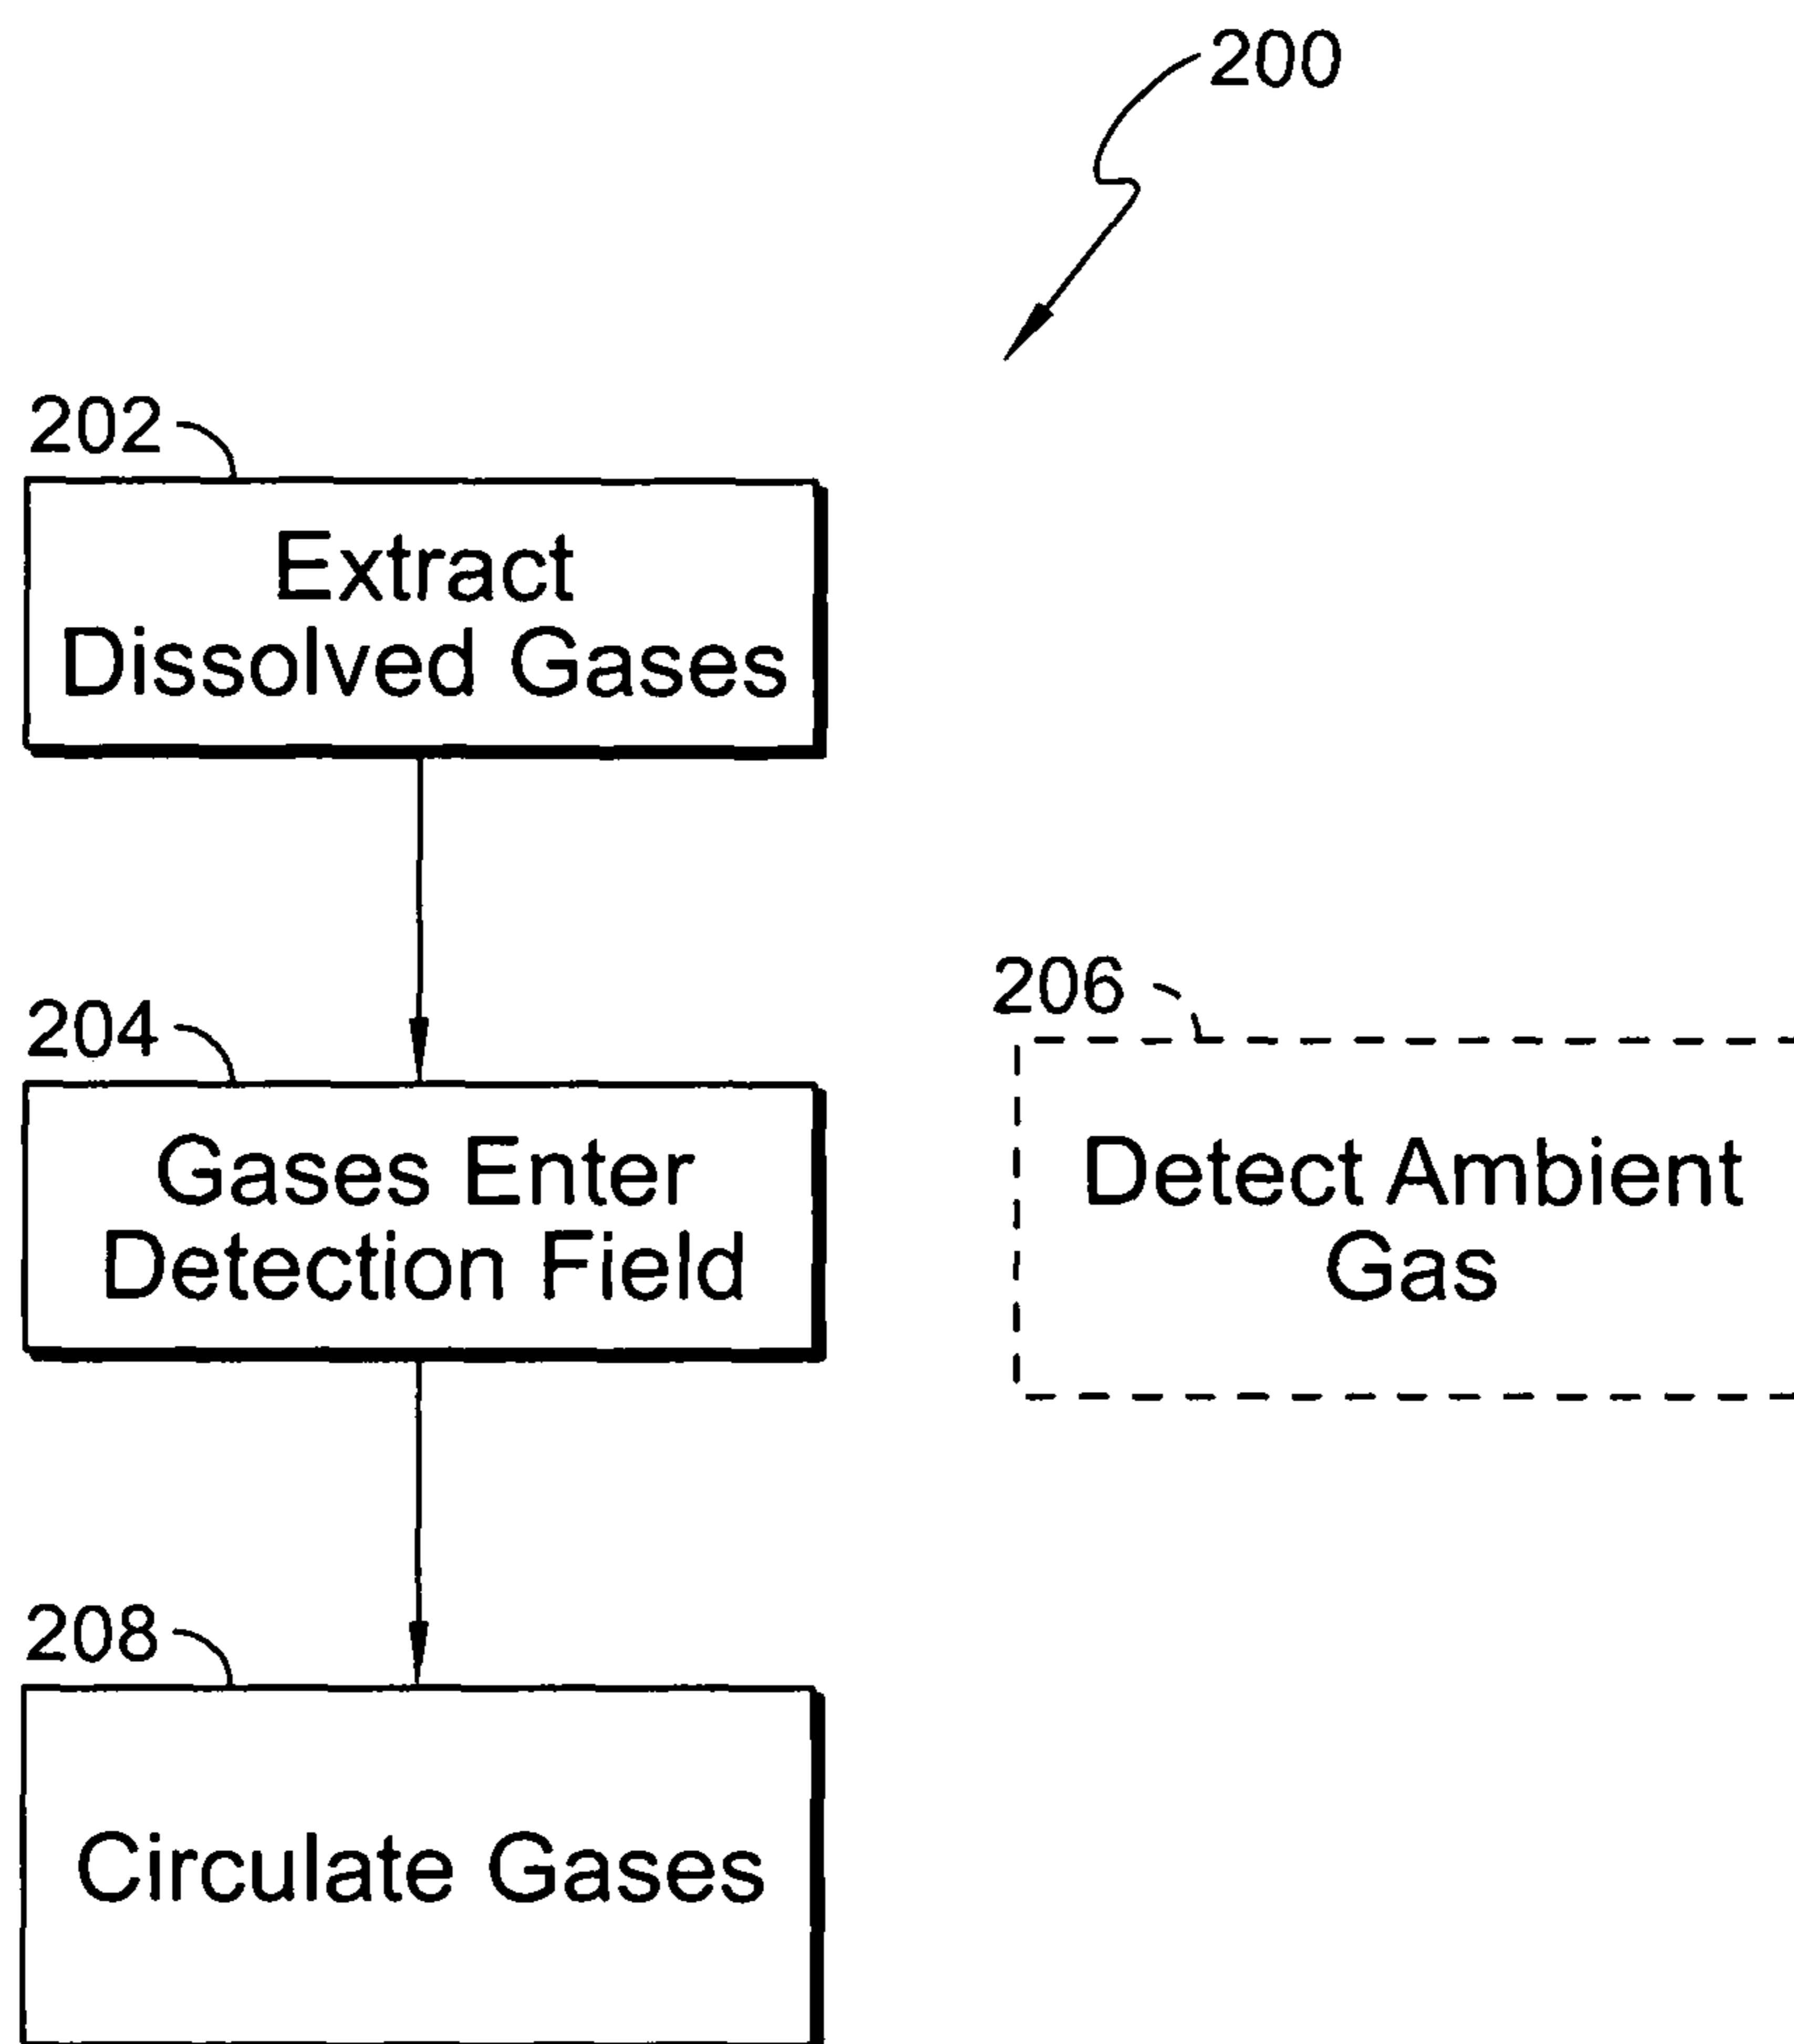 200
202
Extract
Dissolved Gases
204
Gases Enter
Detection Field
206
Detect Ambient
Gas
208
Circulate Gases